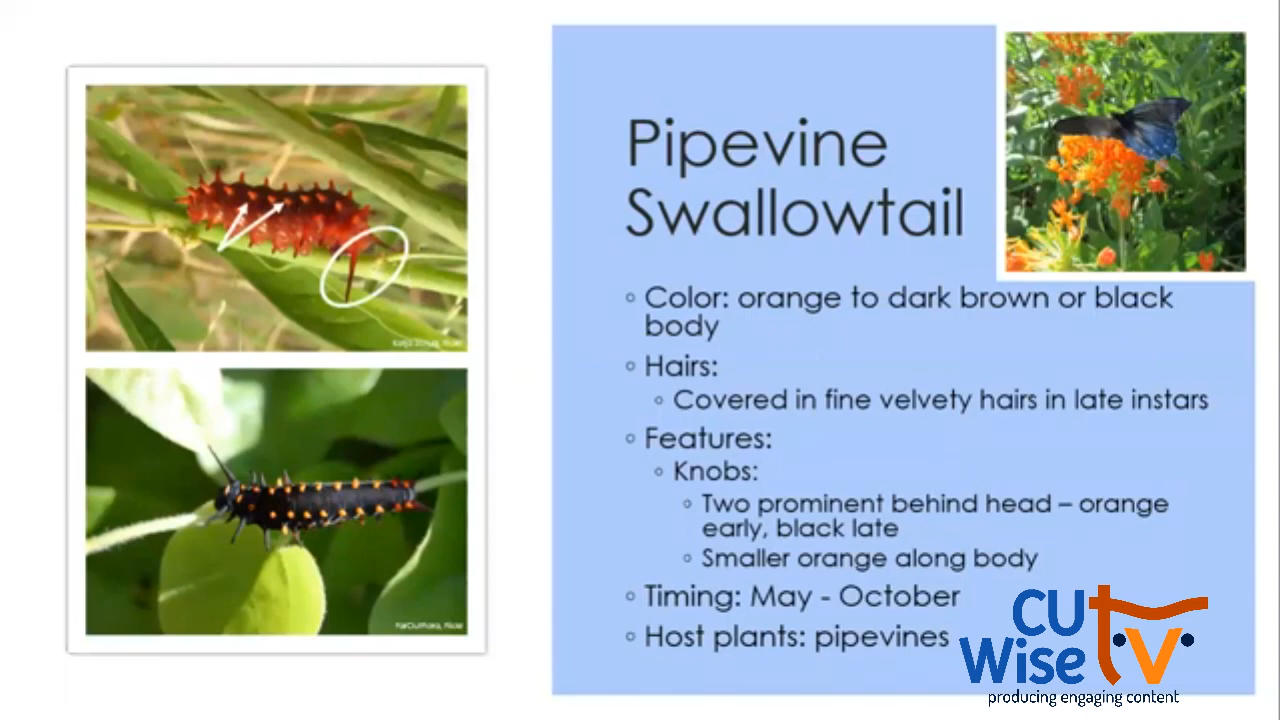 Pipevine
Swallowtail
◦ Color: orange to dark brown or black
body
◦ Hairs:
◦ Covered in fine velvety hairs in late instars
◦ Features:
◦ Knobs:
◦ Two prominent behind head – orange
early, black late
◦ Smaller orange along body
◦ Timing: May - October
◦ Host plants: pipevines
CU
Wise tv
producing engaging content